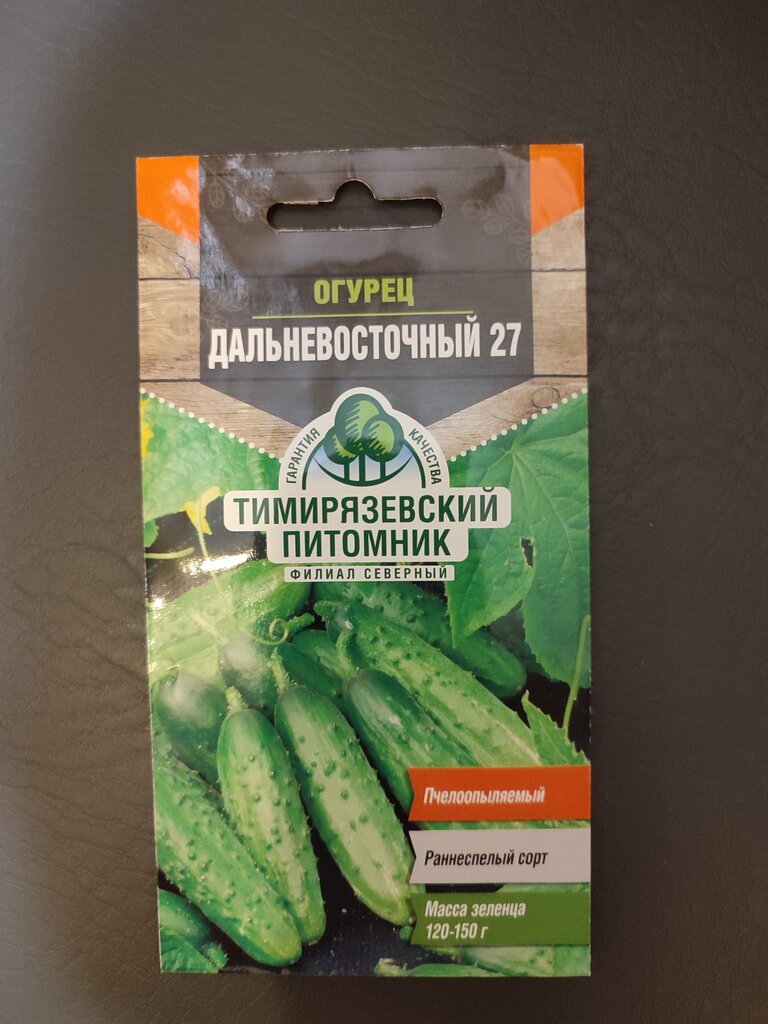 ОГУРЕЦ
ДАЛЬНЕВОСТОЧНЫЙ 27
ГАРАНТИЯ КАЧЕСТВА
ТИМИРЯЗЕВСКИЙ
ПИТОМНИК
ФИЛИАЛ СЕВЕРНЫЙ
Пчелоопыляемый
Раннеспелый сорт
Масса зеленца
120-150 г